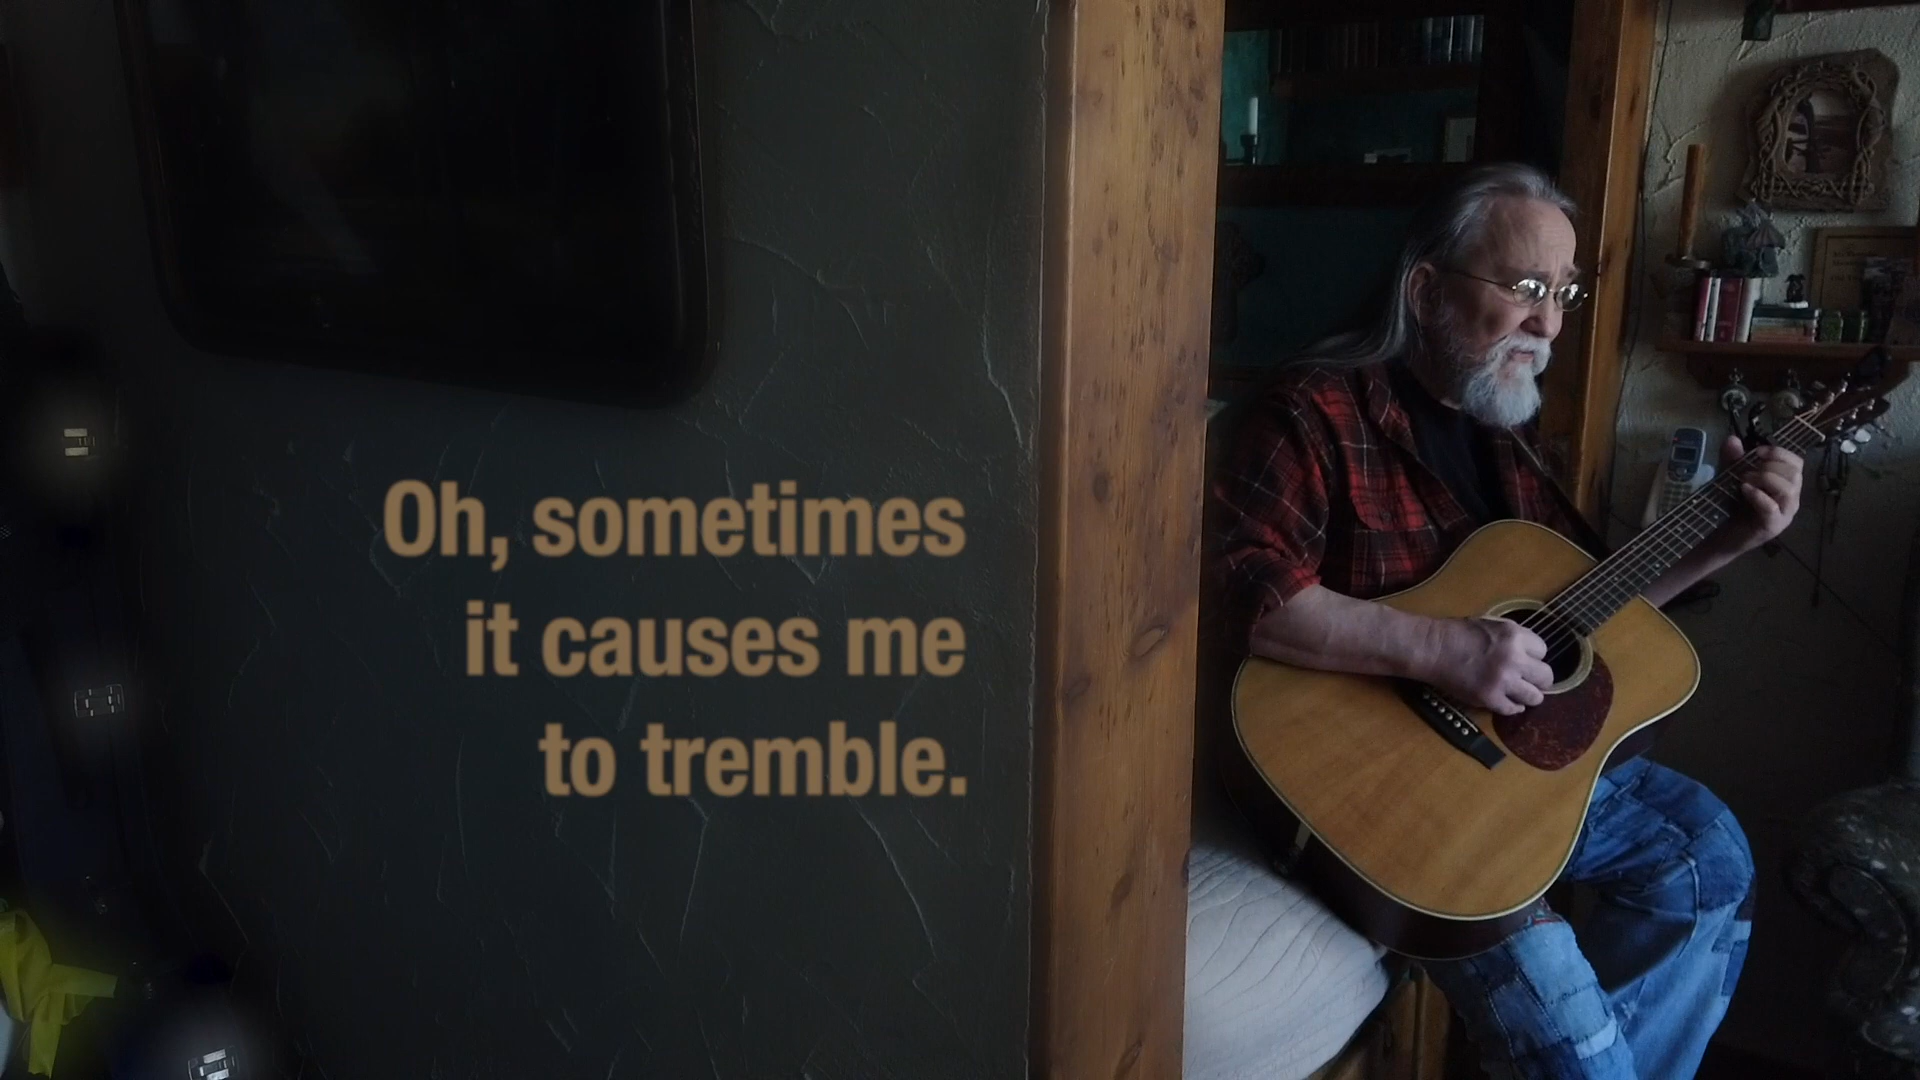 Oh, sometimes
it causes me
to tremble.